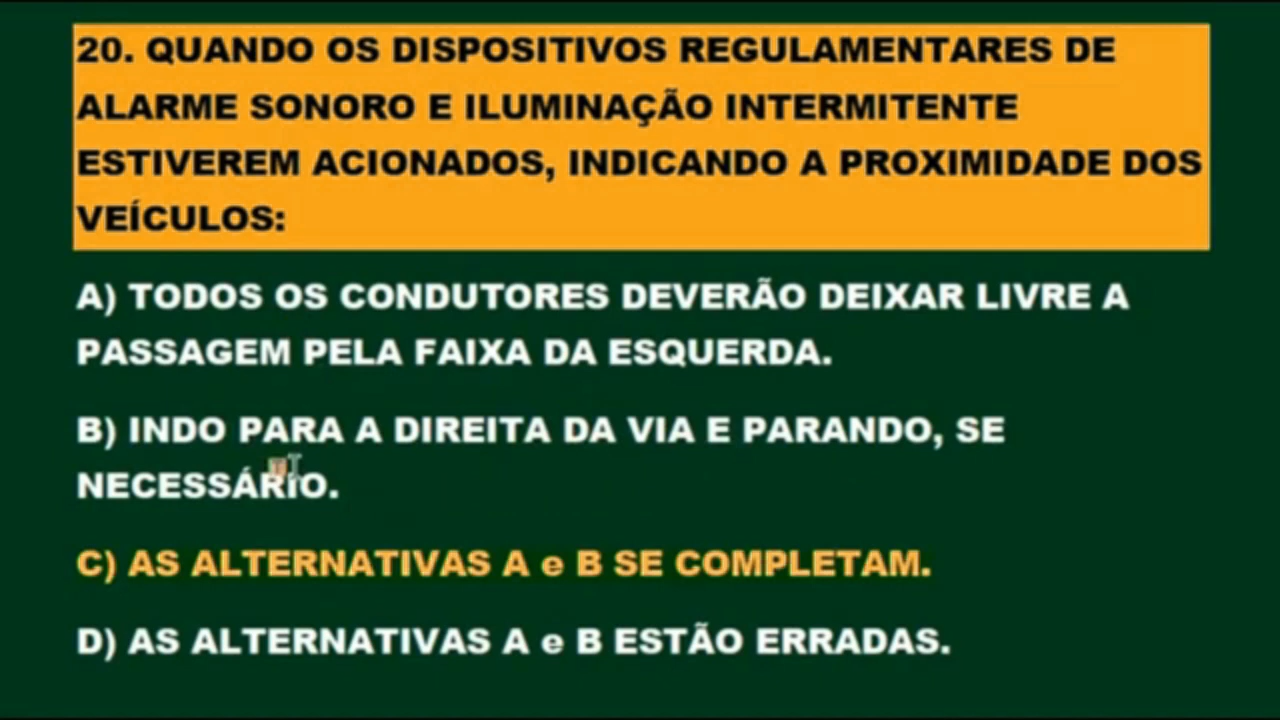 20. QUANDO OS DISPOSITIVOS REGULAMENTARES DE
ALARME SONORO E ILUMINAÇÃO INTERMITENTE
ESTIVEREM ACIONADOS, INDICANDO A PROXIMIDADE DOS
VEÍCULOS:
A) TODOS OS CONDUTORES DEVERÃO DEIXAR LIVRE A
PASSAGEM PELA FAIXA DA ESQUERDA.
B) INDO PARA A DIREITA DA VIA E PARANDO, SE
NECESSÁRIO.
C) AS ALTERNATIVAS A e B SE COMPLETAM.
D) AS ALTERNATIVAS A e B ESTÃO ERRADAS.